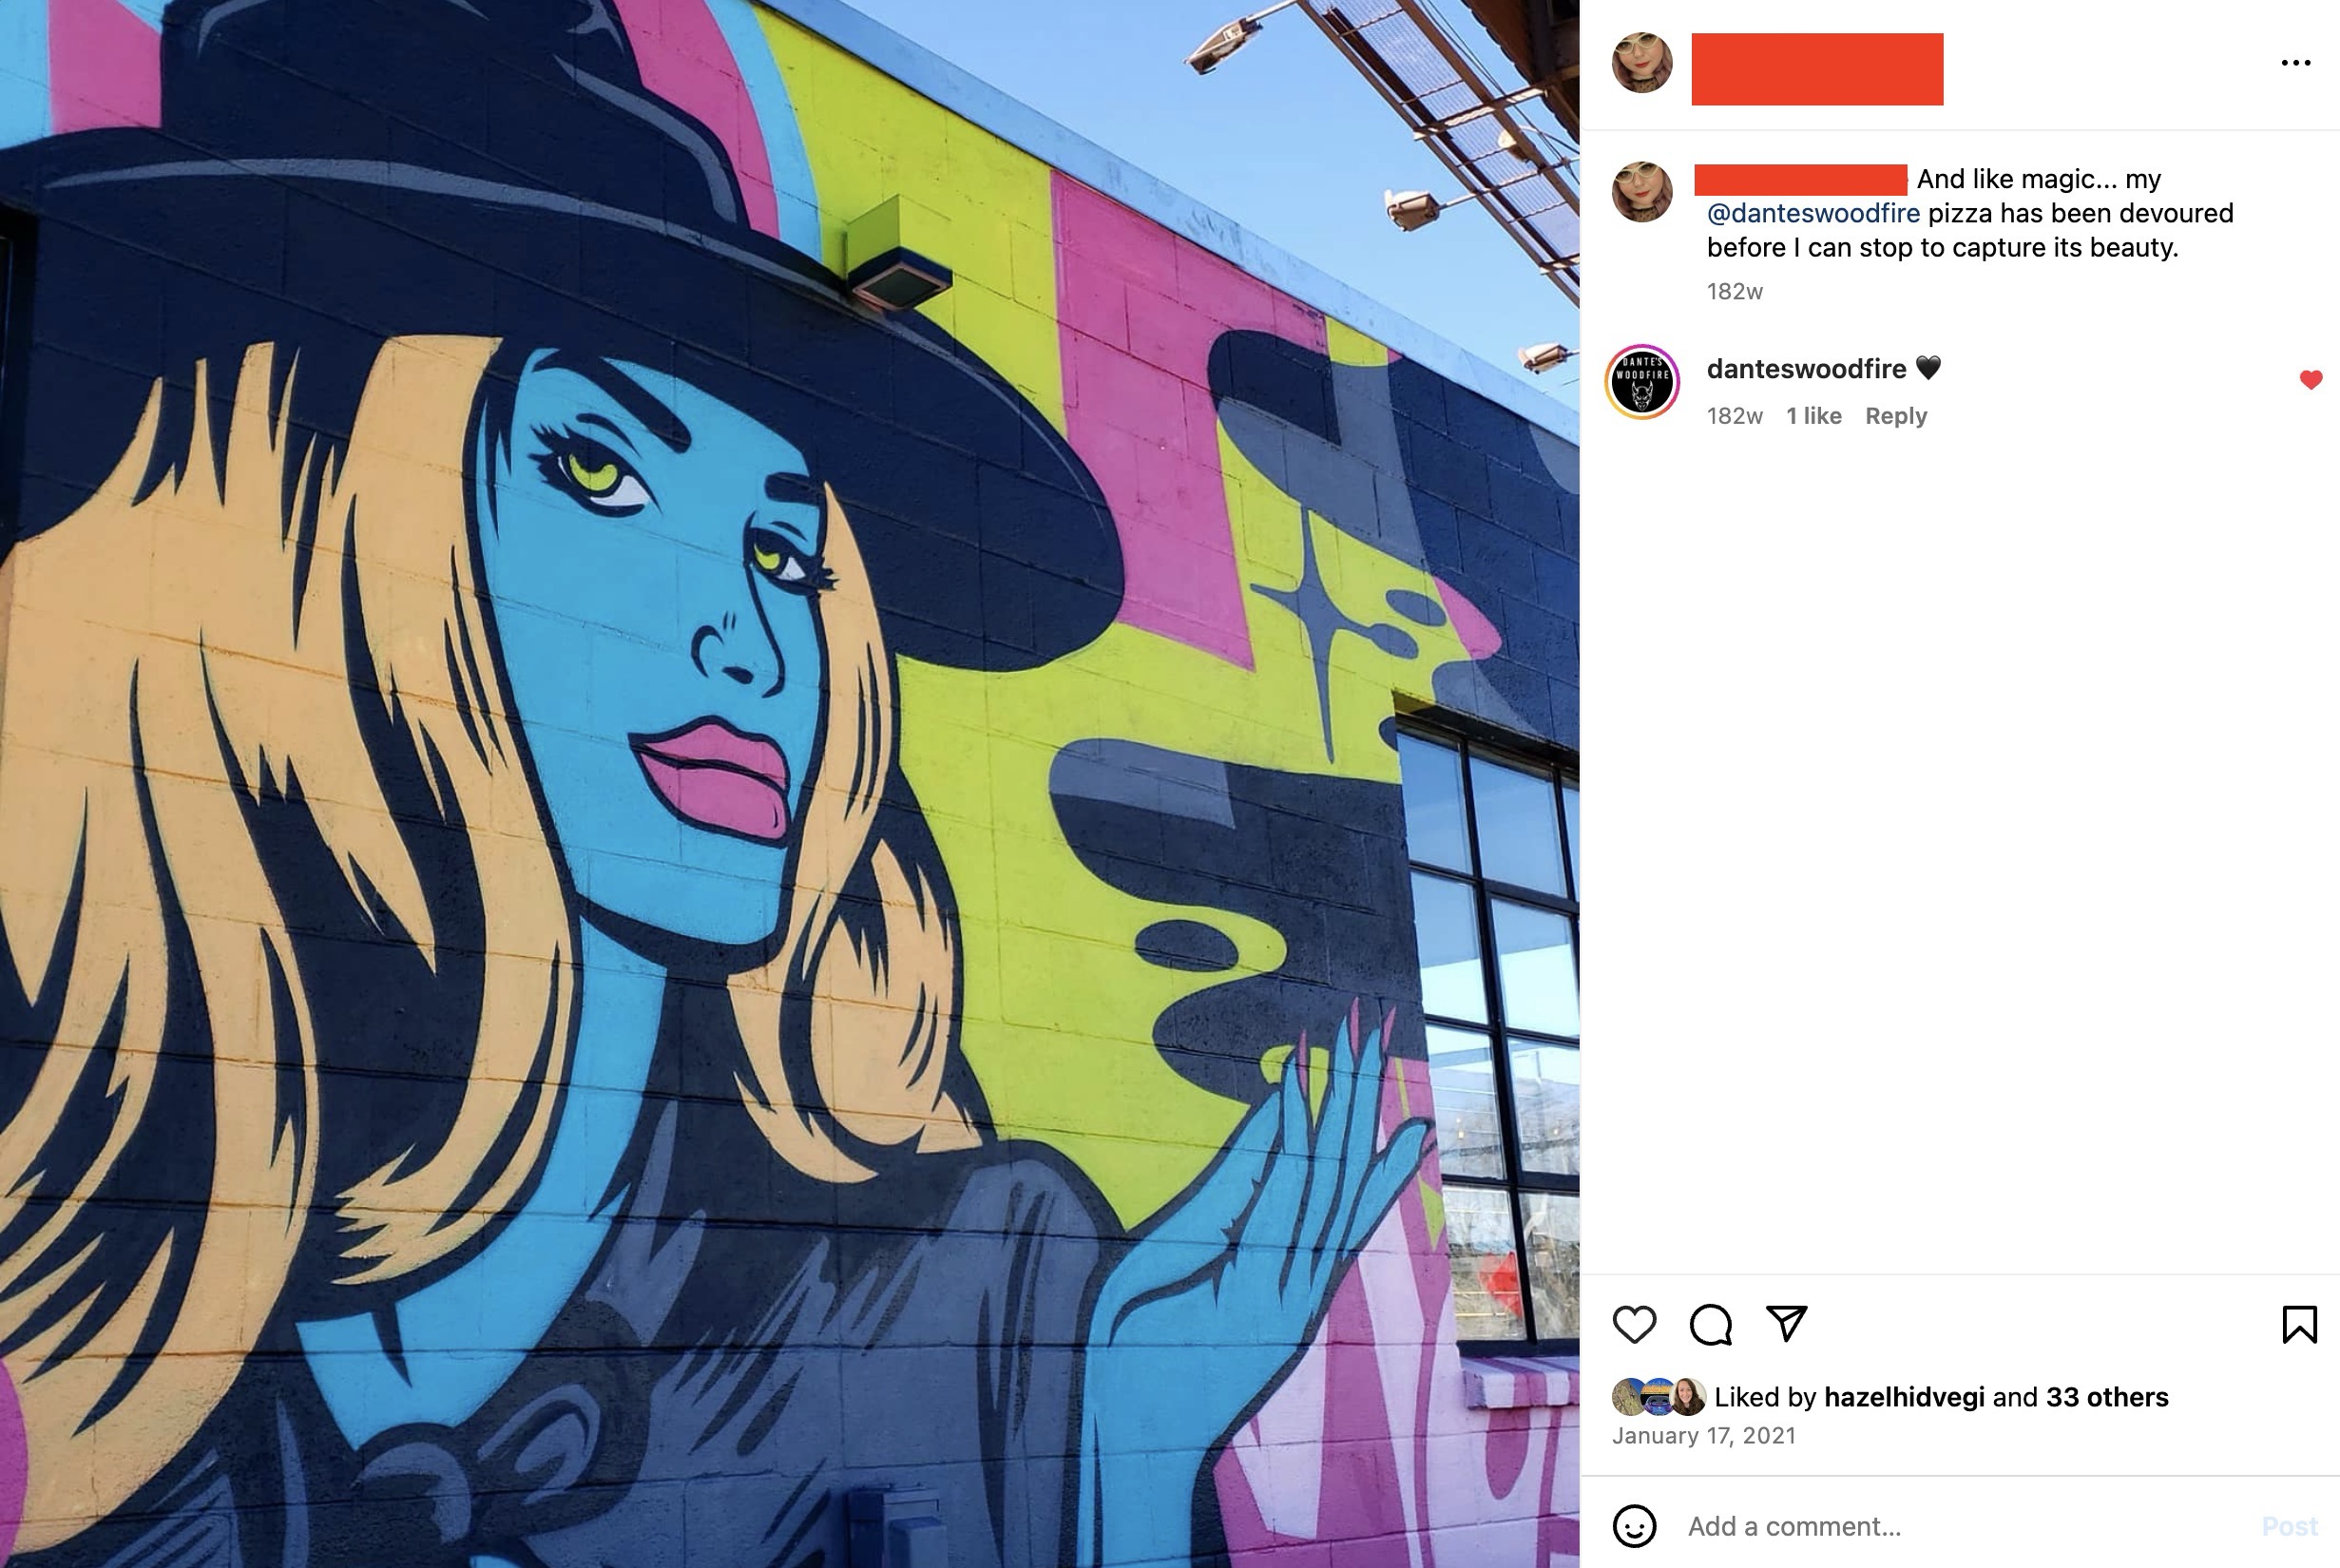 And like magic... my
@danteswoodfire pizza has been devoured
before I can stop to capture its beauty.
182w
DANTE'S
WOODFIRE
danteswoodfire 🖤
182w 1 like Reply
Liked by hazelhidvegi and 33 others
January 17, 2021
Add a comment...
Post